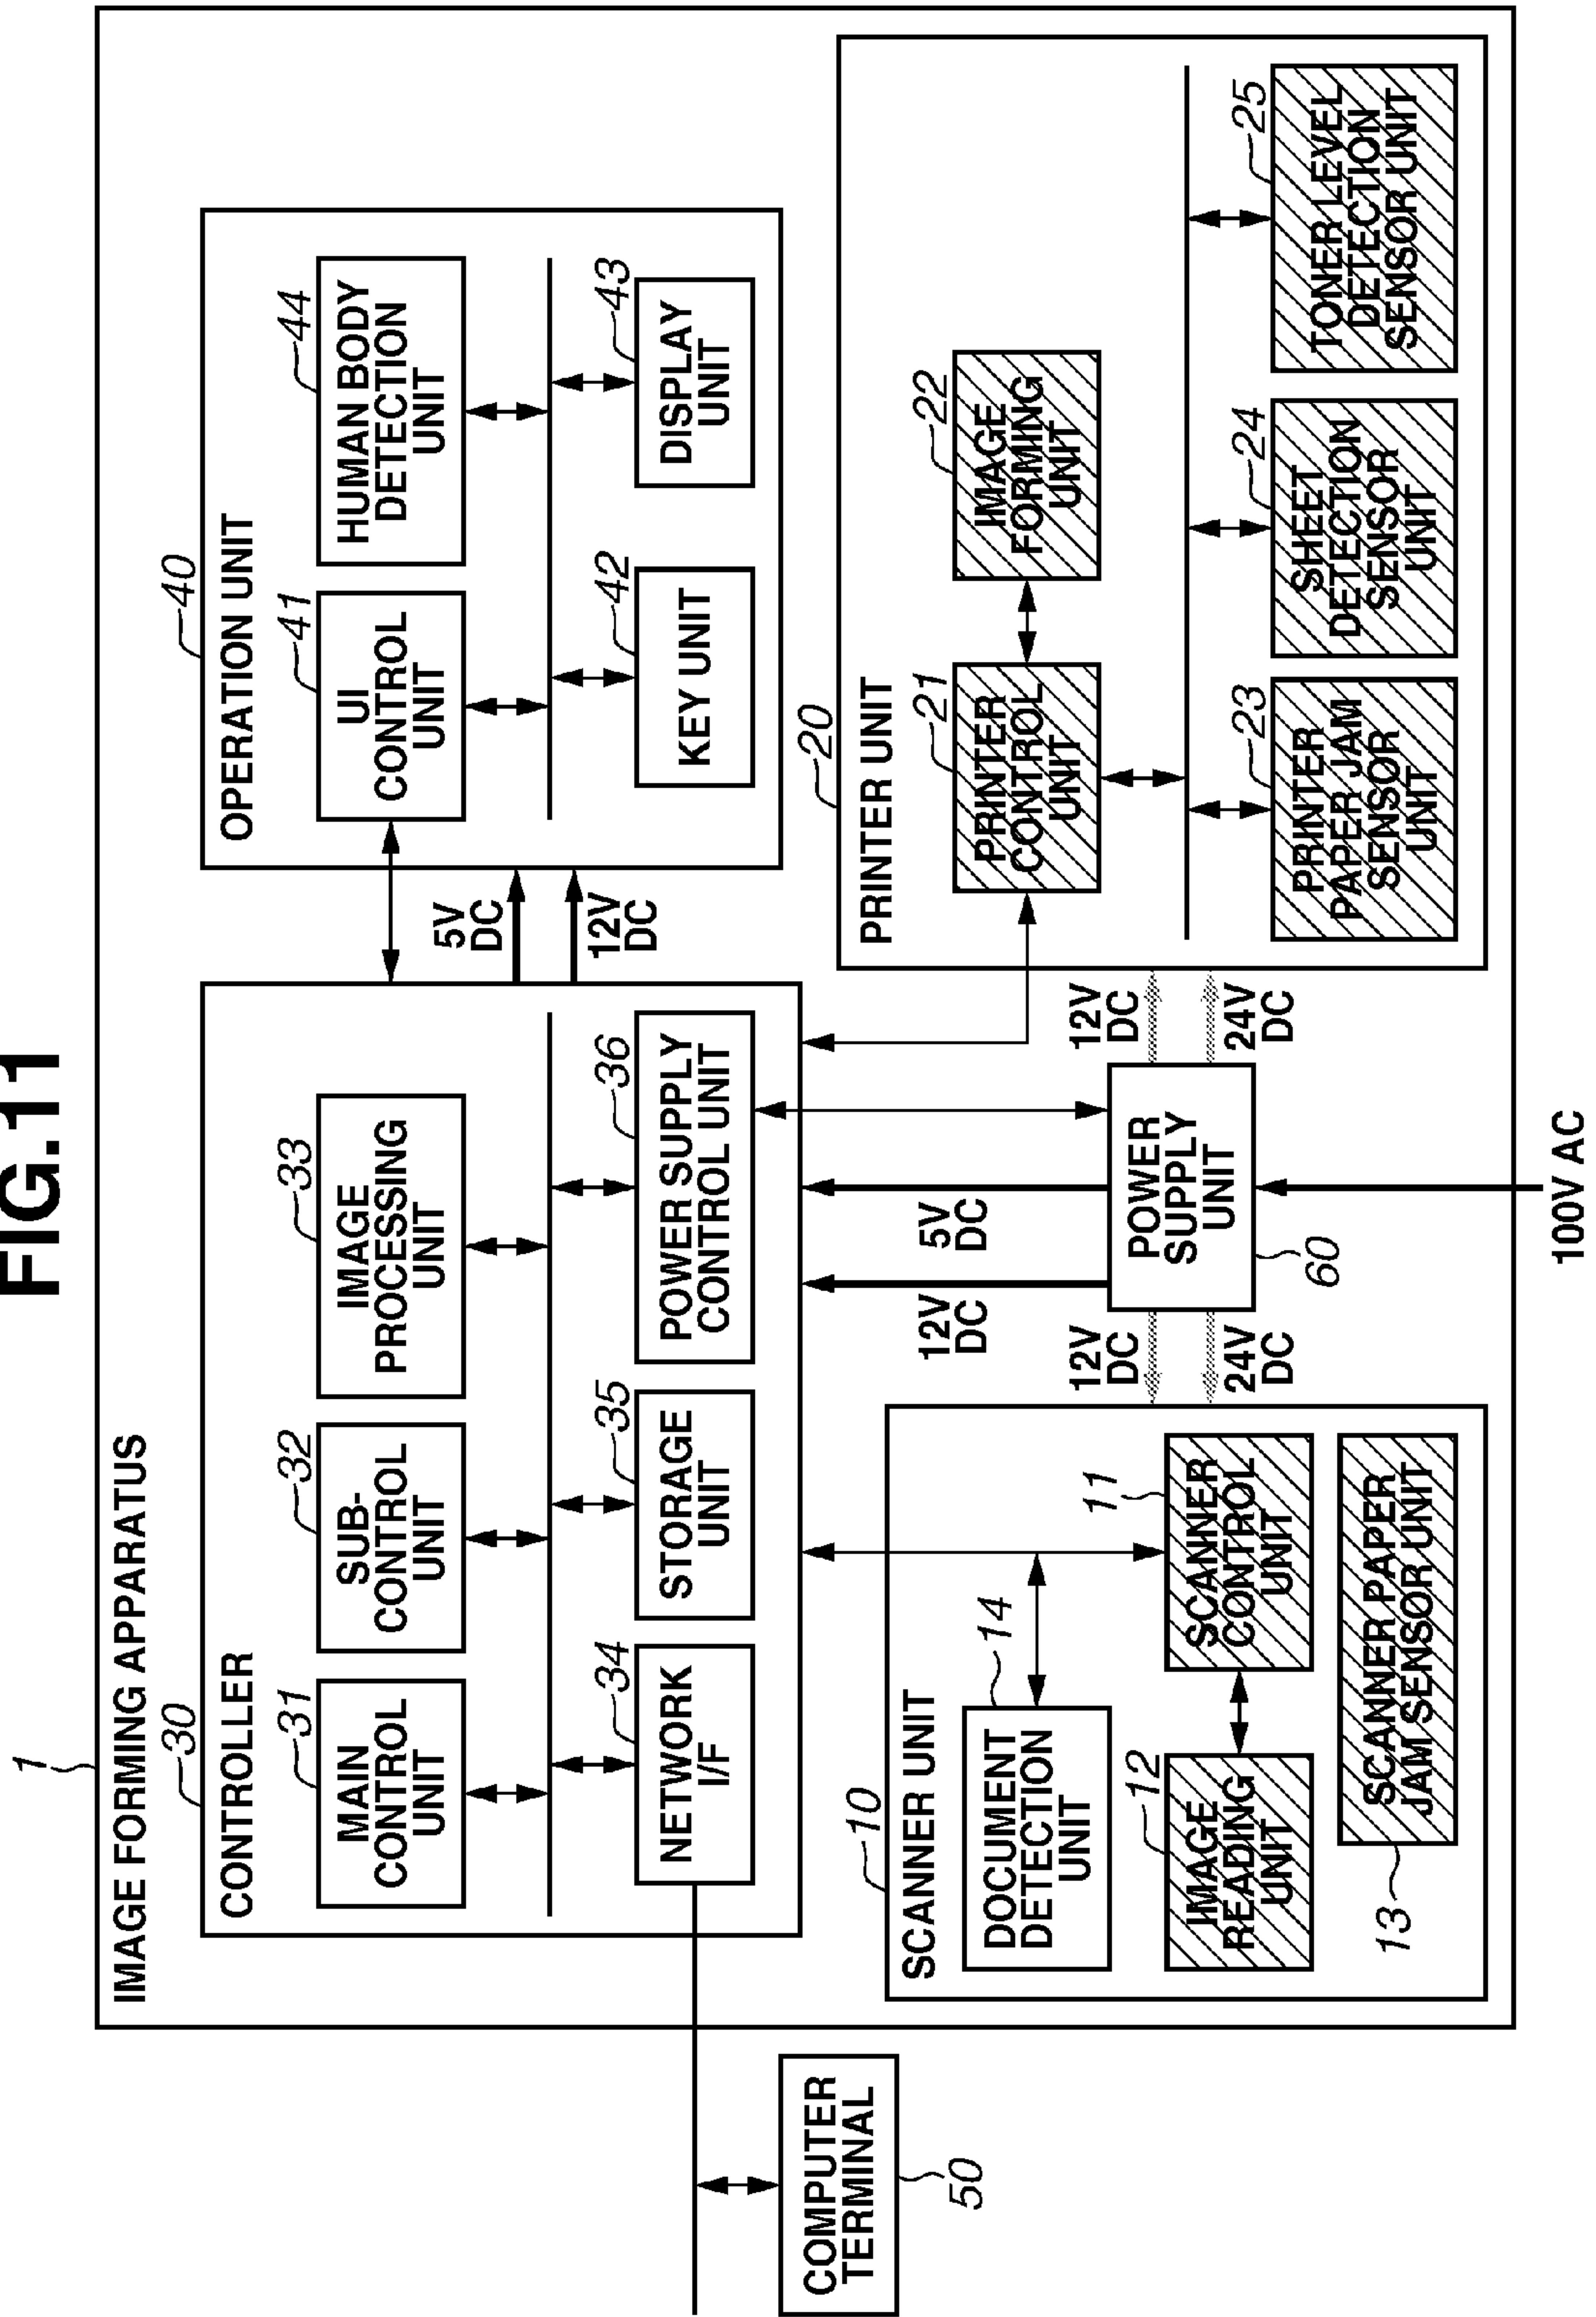 FIG.11
1
IMAGE FORMING APPARATUS
30
CONTROLLER
31
MAIN
CONTROL
UNIT
32
SUB-
CONTROL
UNIT
33
IMAGE
PROCESSING
UNIT
34
NETWORK
I/F
35
STORAGE
UNIT
36
POWER SUPPLY
CONTROL UNIT
5V
DC
12V
DC
40
OPERATION UNIT
41
UI
CONTROL
UNIT
44
HUMAN BODY
DETECTION
UNIT
42
KEY UNIT
43
DISPLAY
UNIT
COMPUTER
TERMINAL
50
10
SCANNER UNIT
14
DOCUMENT
DETECTION
UNIT
11
SCANNER
CONTROL
UNIT
12
IMAGE
READING
UNIT
13
SCANNER PAPER
JAM SENSOR UNIT
12V
DC
24V
DC
12V
DC
5V
DC
POWER
SUPPLY
UNIT
60
100V AC
12V
DC
24V
DC
20
PRINTER UNIT
21
PRINTER
CONTROL
UNIT
22
IMAGE
FORMING
UNIT
23
PRINTER
PAPER JAM
SENSOR
UNIT
24
SHEET
DETECTION
SENSOR
UNIT
25
TONER LEVEL
DETECTION
SENSOR UNIT